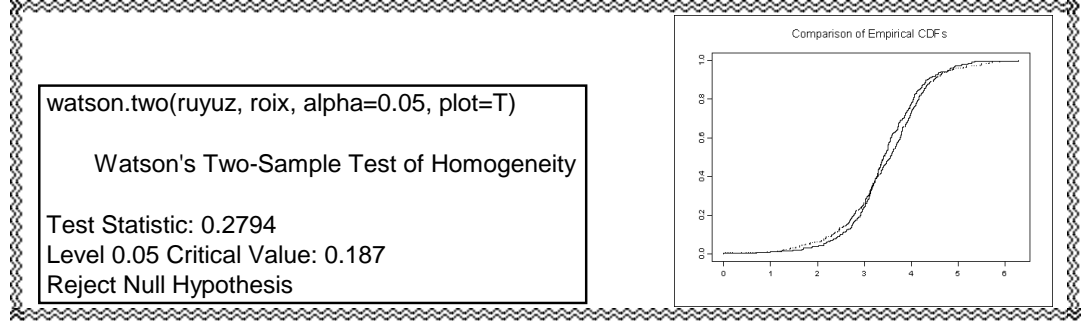 watson.two(ruyuz, roix, alpha=0.05, plot=T)
Watson's Two-Sample Test of Homogeneity
Test Statistic: 0.2794
Level 0.05 Critical Value: 0.187
Reject Null Hypothesis
Comparison of Empirical CDFs
1.0
0.8
0.6
0.4
0.2
0.0
0 1 2 3 4 5 6